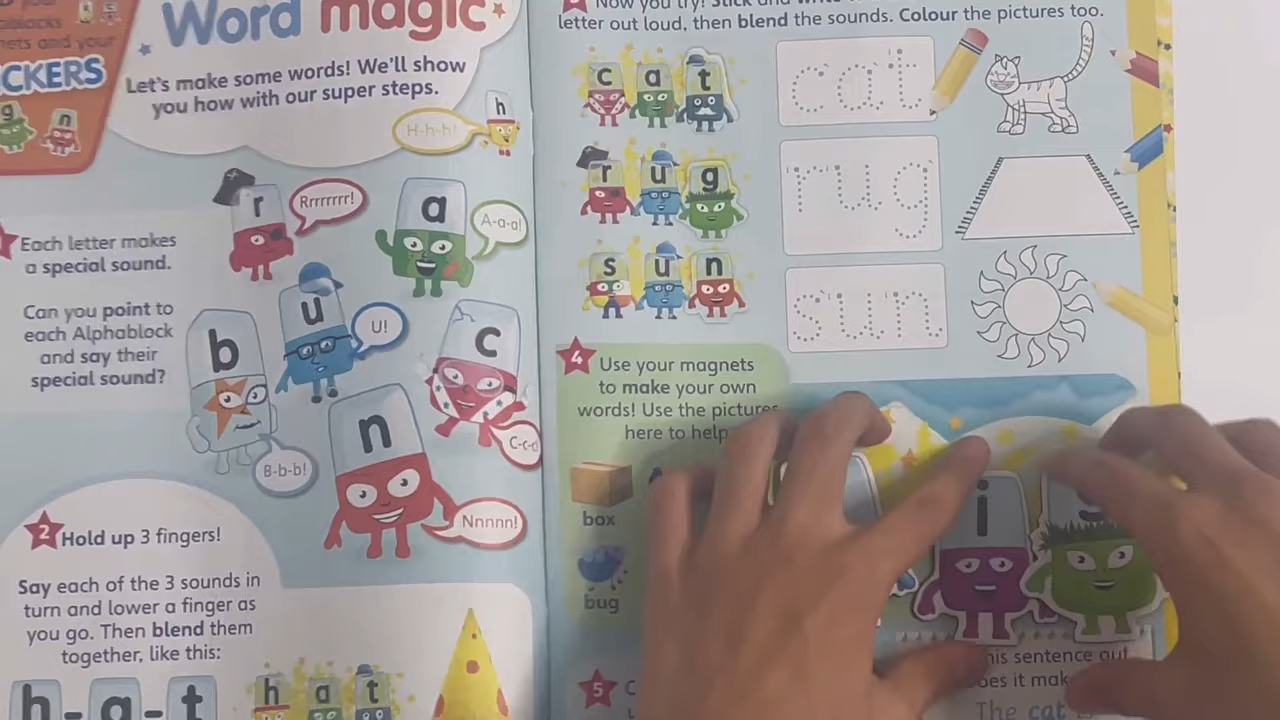 Word magic
Let's make some words! We'll show
you how with our super steps.
H-h-h!
h
g
n
r
Rrrrrrr!
a
A-a-a!
Each letter makes
a special sound.
Can you point to
each Alphablock
and say their
special sound?
u
U!
b
B-b-b!
c
n
Nnnnn!
2
Hold up 3 fingers!
Say each of the 3 sounds in
turn and lower a finger as
you go. Then blend them
together, like this:
h-a-t
h a t
letter out loud, then blend the sounds. Colour the pictures too.
c a t
cat
r u g
rug
s u n
sun
4
Use your magnets
to make your own
words! Use the pictures
here to help
box
bug
i
5
sentence out
The cat